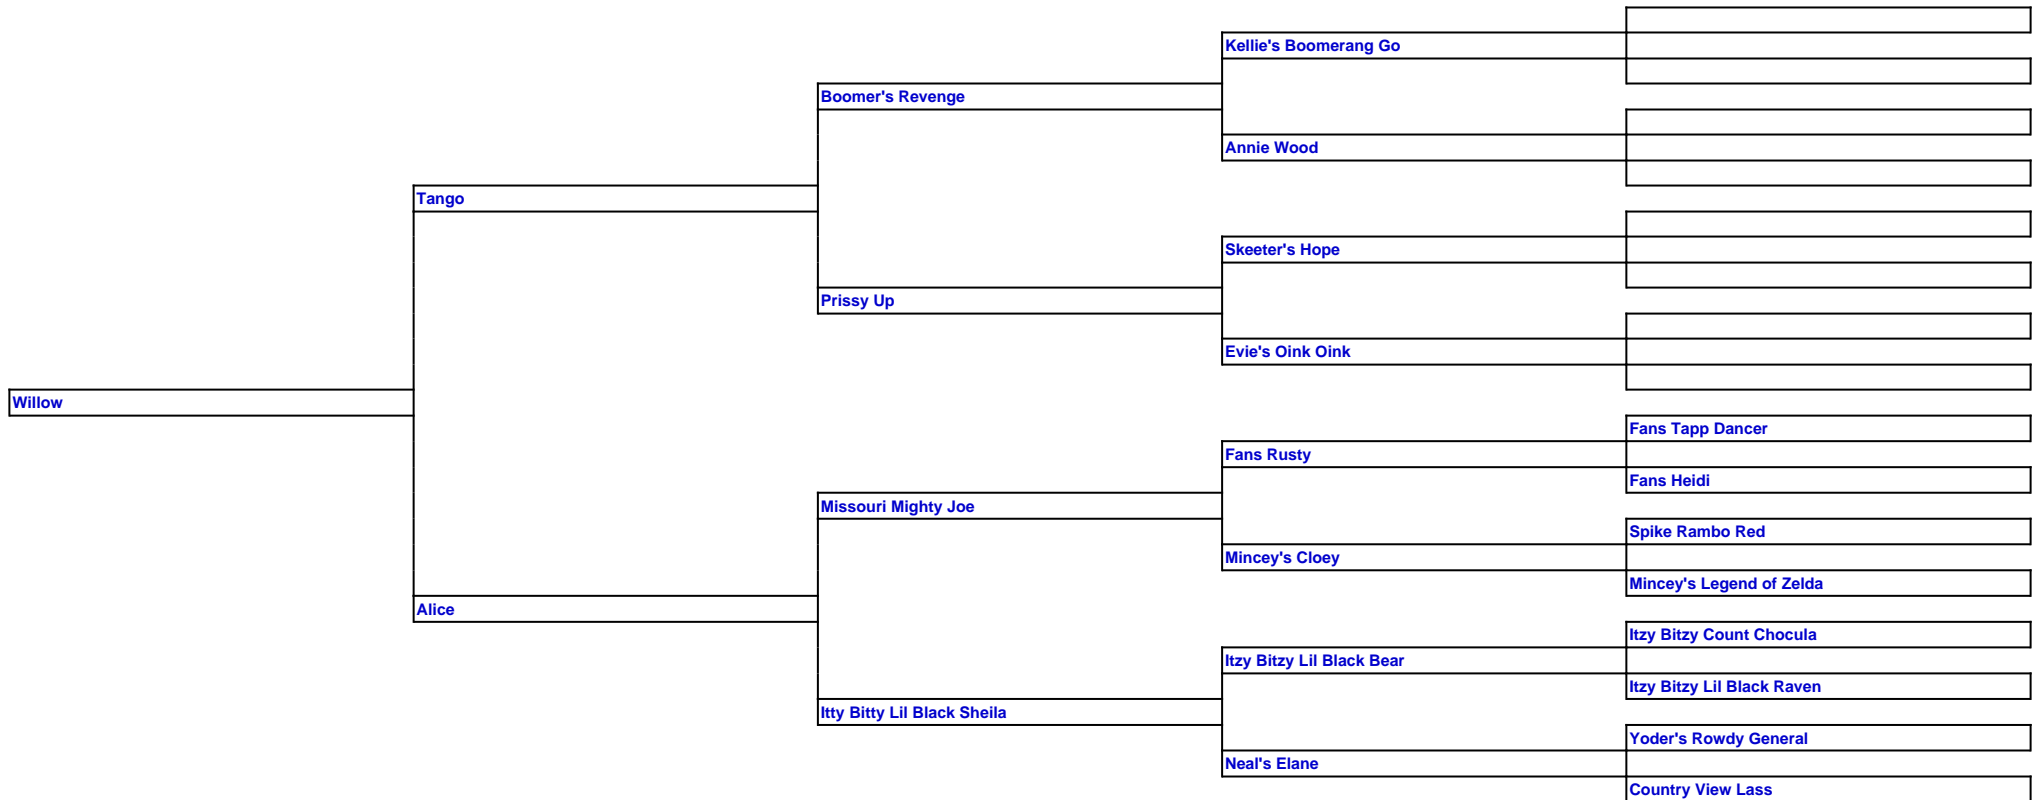 Kellie's Boomerang Go
Boomer's Revenge
Annie Wood
Tango
Skeeter's Hope
Prissy Up
Evie's Oink Oink
Willow
Fans Tapp Dancer
Fans Rusty
Fans Heidi
Missouri Mighty Joe
Spike Rambo Red
Mincey's Cloey
Mincey's Legend of Zelda
Alice
Itzy Bitzy Count Chocula
Itzy Bitzy Lil Black Bear
Itzy Bitzy Lil Black Raven
Itty Bitty Lil Black Sheila
Yoder's Rowdy General
Neal's Elane
Country View Lass